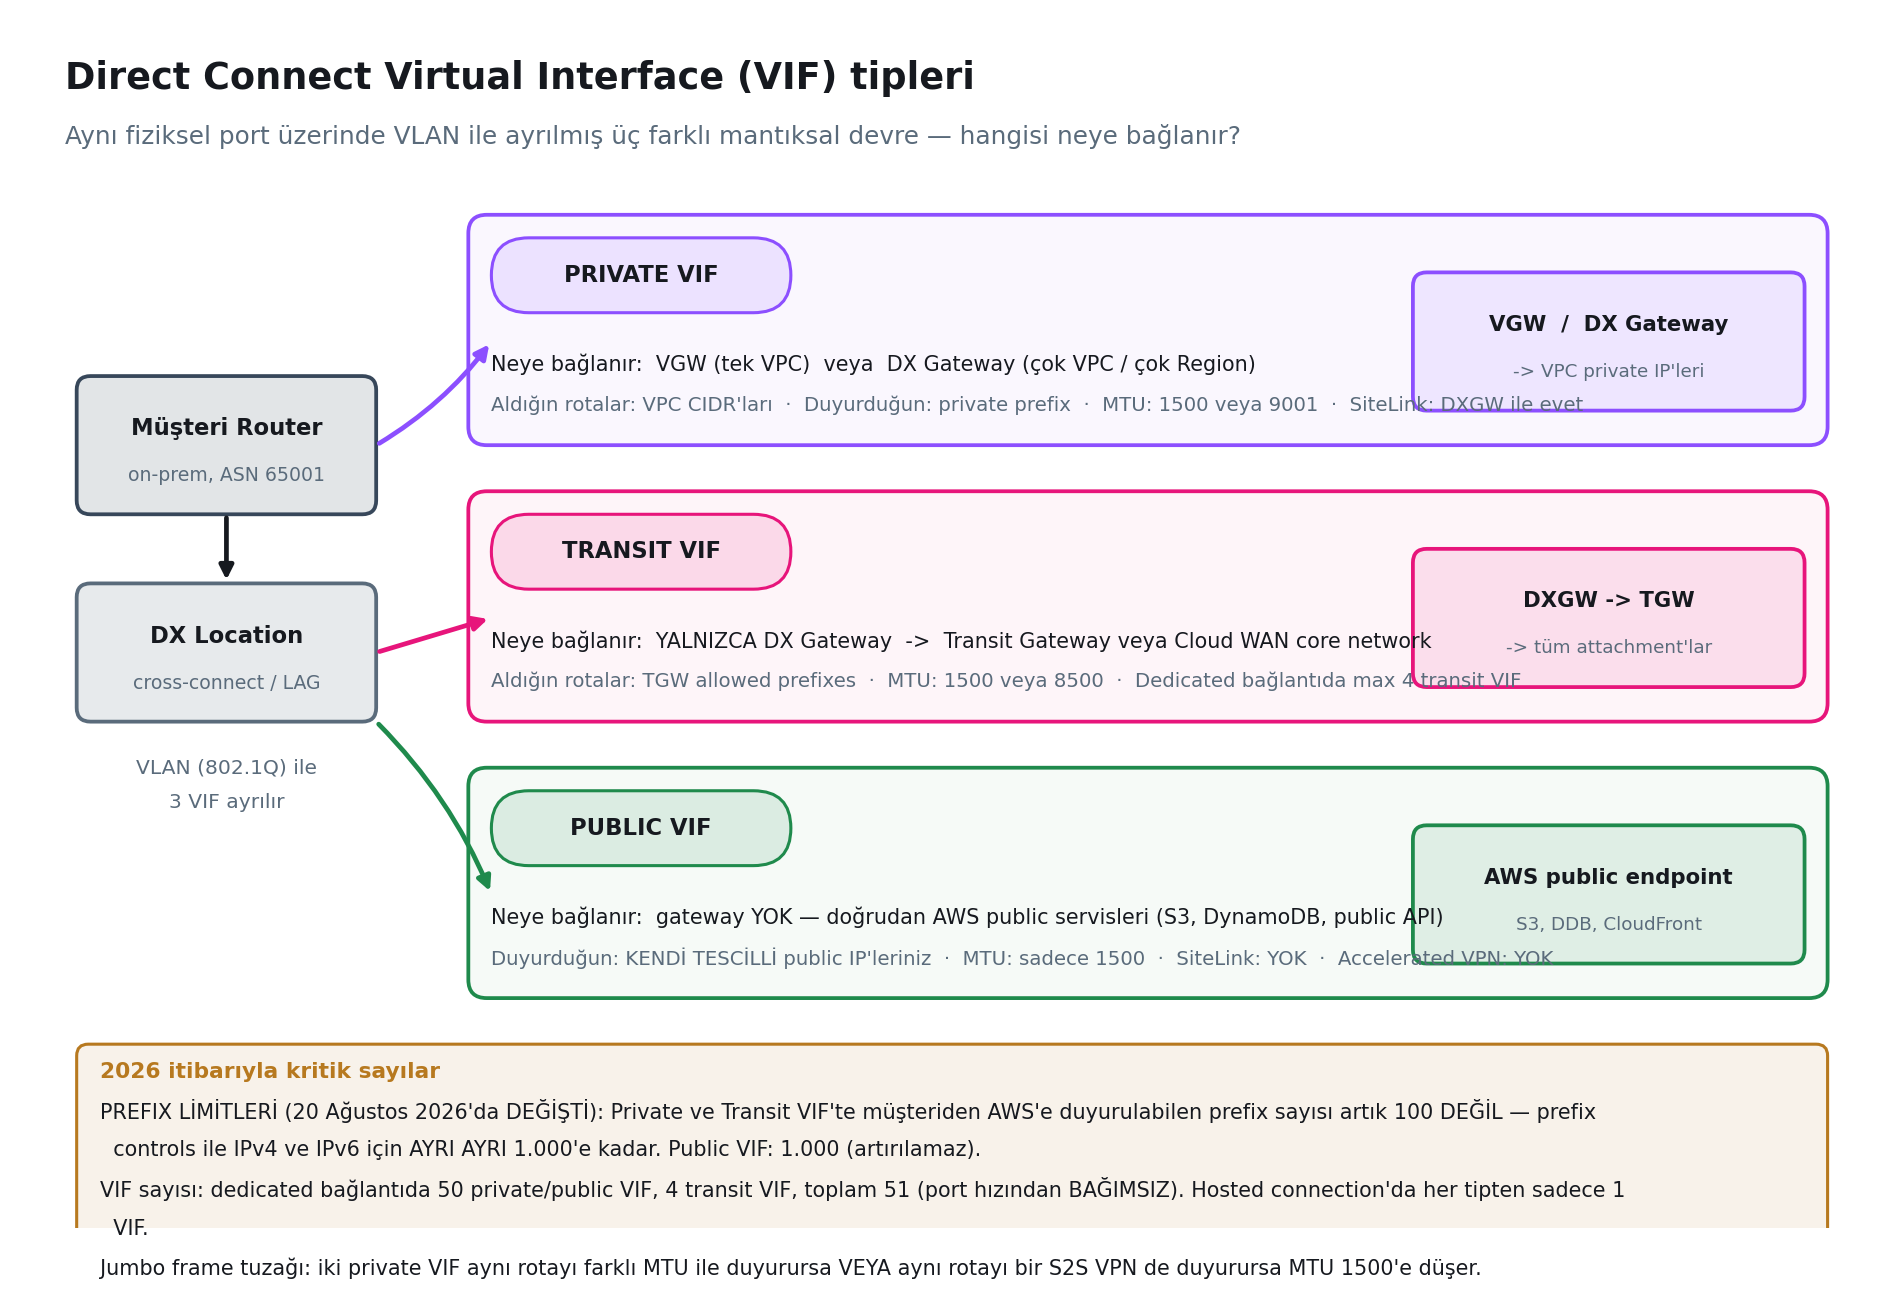 Direct Connect Virtual Interface (VIF) tipleri
Aynı fiziksel port üzerinde VLAN ile ayrılmış üç farklı mantıksal devre — hangisi neye bağlanır?
Müşteri Router
on-prem, ASN 65001
DX Location
cross-connect / LAG
VLAN (802.1Q) ile
3 VIF ayrılır
PRIVATE VIF
Neye bağlanır:  VGW (tek VPC)  veya  DX Gateway (çok VPC / çok Region)
Aldığın rotalar: VPC CIDR'ları  ·  Duyurduğun: private prefix  ·  MTU: 1500 veya 9001  ·  SiteLink: DXGW ile evet
VGW  /  DX Gateway
-> VPC private IP'leri
TRANSIT VIF
Neye bağlanır:  YALNIZCA DX Gateway  ->  Transit Gateway veya Cloud WAN core network
Aldığın rotalar: TGW allowed prefixes  ·  MTU: 1500 veya 8500  ·  Dedicated bağlantıda max 4 transit VIF
DXGW -> TGW
-> tüm attachment'lar
PUBLIC VIF
Neye bağlanır:  gateway YOK — doğrudan AWS public servisleri (S3, DynamoDB, public API)
Duyurduğun: KENDİ TESCİLLİ public IP'leriniz  ·  MTU: sadece 1500  ·  SiteLink: YOK  ·  Accelerated VPN: YOK
AWS public endpoint
S3, DDB, CloudFront
2026 itibarıyla kritik sayılar
PREFIX LİMİTLERİ (20 Ağustos 2026'da DEĞİŞTİ): Private ve Transit VIF'te müşteriden AWS'e duyurulabilen prefix sayısı artık 100 DEĞİL — prefix
controls ile IPv4 ve IPv6 için AYRI AYRI 1.000'e kadar. Public VIF: 1.000 (artırılamaz).
VIF sayısı: dedicated bağlantıda 50 private/public VIF, 4 transit VIF, toplam 51 (port hızından BAĞIMSIZ). Hosted connection'da her tipten sadece 1
VIF.
Jumbo frame tuzağı: iki private VIF aynı rotayı farklı MTU ile duyurursa VEYA aynı rotayı bir S2S VPN de duyurursa MTU 1500'e düşer.